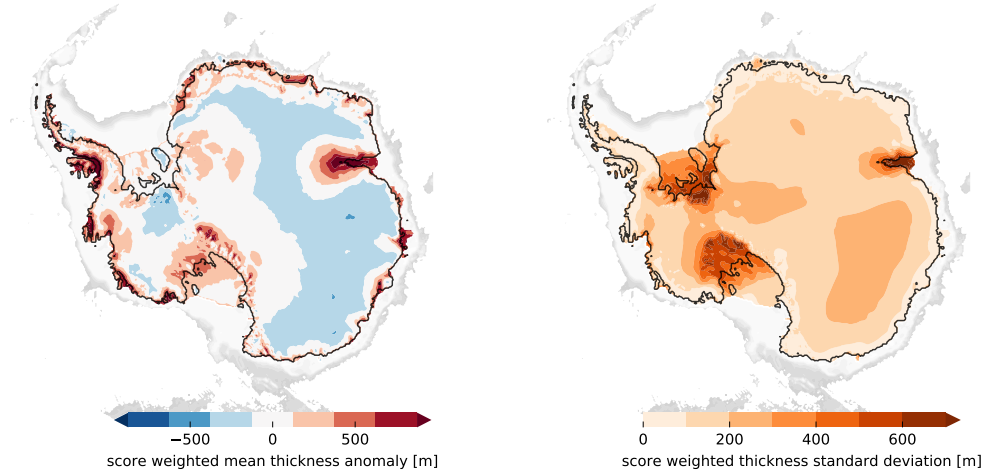 −500 0 500
score weighted mean thickness anomaly [m]
0 200 400 600
score weighted thickness standard deviation [m]